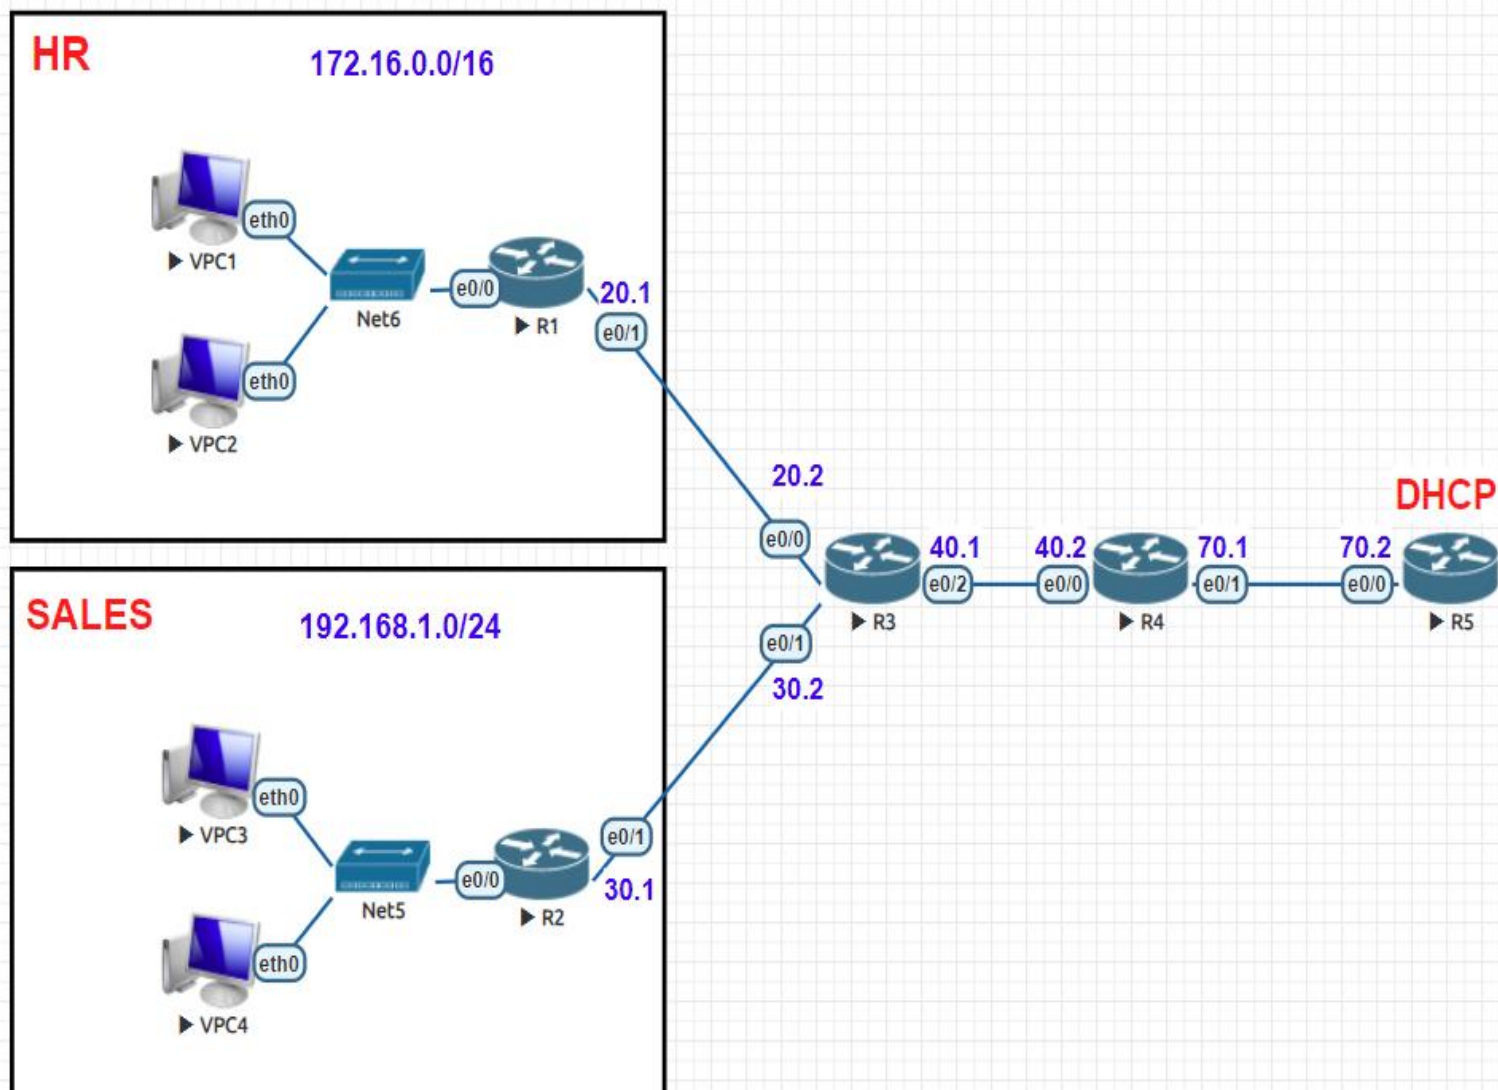 HR
172.16.0.0/16
eth0
VPC1
Net6
e0/0
R1
20.1
e0/1
eth0
VPC2
20.2
e0/0
DHCP
40.1
40.2
70.1
70.2
e0/2
e0/0
e0/1
e0/0
R3
R4
R5
e0/1
30.2
SALES
192.168.1.0/24
eth0
VPC3
Net5
e0/0
R2
e0/1
30.1
eth0
VPC4